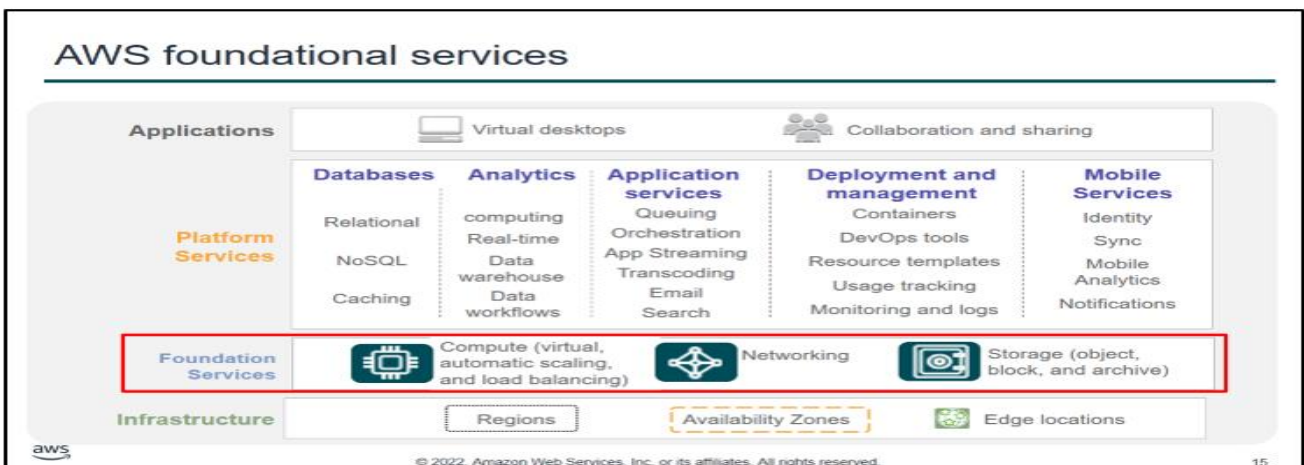 AWS foundational services
Applications
Virtual desktops
Collaboration and sharing
Platform
Services
Databases
Relational
NoSQL
Caching
Analytics
computing
Real-time
Data
warehouse
Data
workflows
Application
services
Queuing
Orchestration
App Streaming
Transcoding
Email
Search
Deployment and
management
Containers
DevOps tools
Resource templates
Usage tracking
Monitoring and logs
Mobile
Services
Identity
Sync
Mobile
Analytics
Notifications
Foundation
Services
Compute (virtual,
automatic scaling,
and load balancing)
Networking
Storage (object,
block, and archive)
Infrastructure
Regions
Availability Zones
Edge locations
aws
© 2022, Amazon Web Services, Inc. or its affiliates. All rights reserved.
15